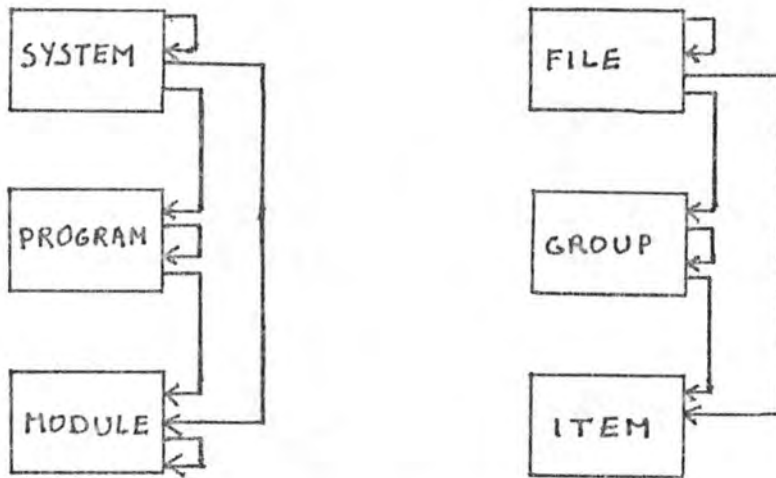 SYSTEM
FILE
PROGRAM
GROUP
MODULE
ITEM